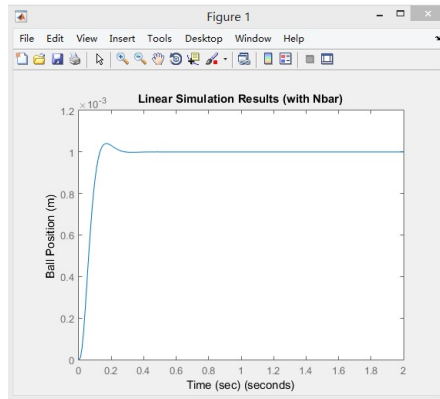 Figure 1
File Edit View Insert Tools Desktop Window Help
×10⁻³
Linear Simulation Results (with Nbar)
1.2
1
0.8
0.6
0.4
0.2
0
Ball Position (m)
0 0.2 0.4 0.6 0.8 1 1.2 1.4 1.6 1.8 2
Time (sec) (seconds)